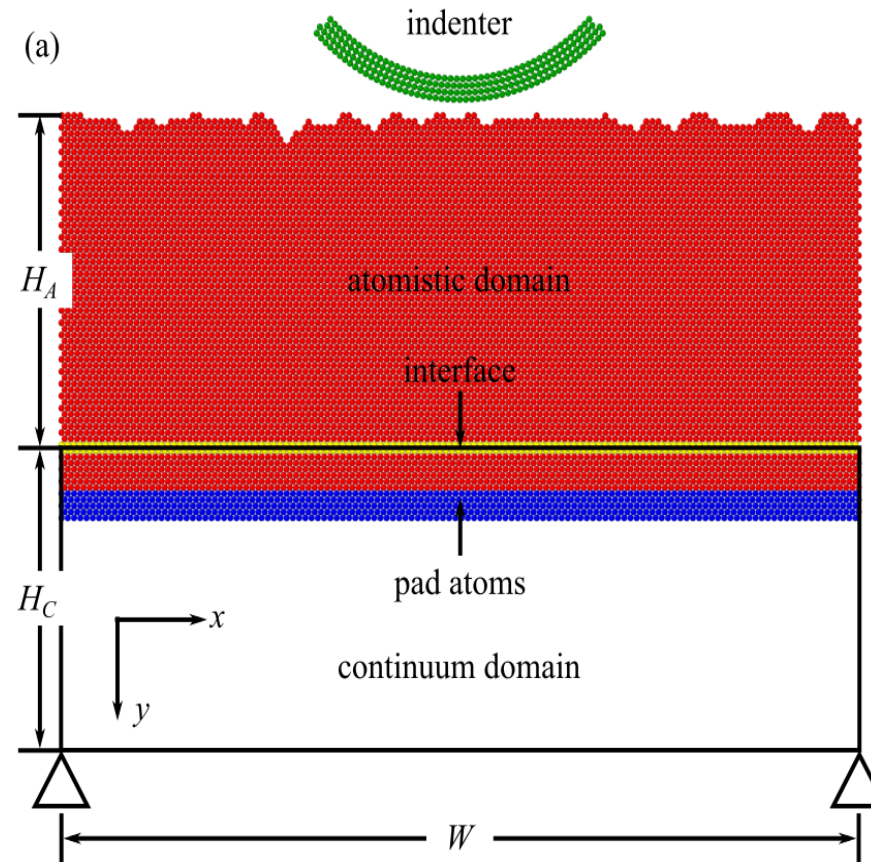 (a)
indenter
H_A
atomistic domain
interface
pad atoms
H_C
x
continuum domain
y
W